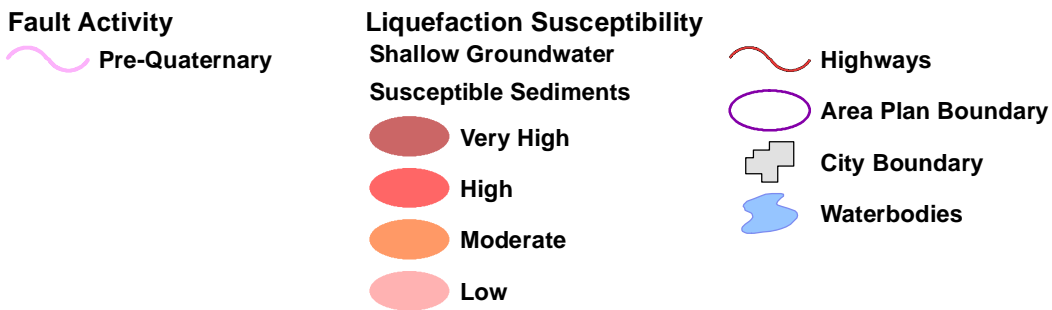 Fault Activity
Pre-Quaternary
Liquefaction Susceptibility
Shallow Groundwater
Susceptible Sediments
Very High
High
Moderate
Low
Highways
Area Plan Boundary
City Boundary
Waterbodies